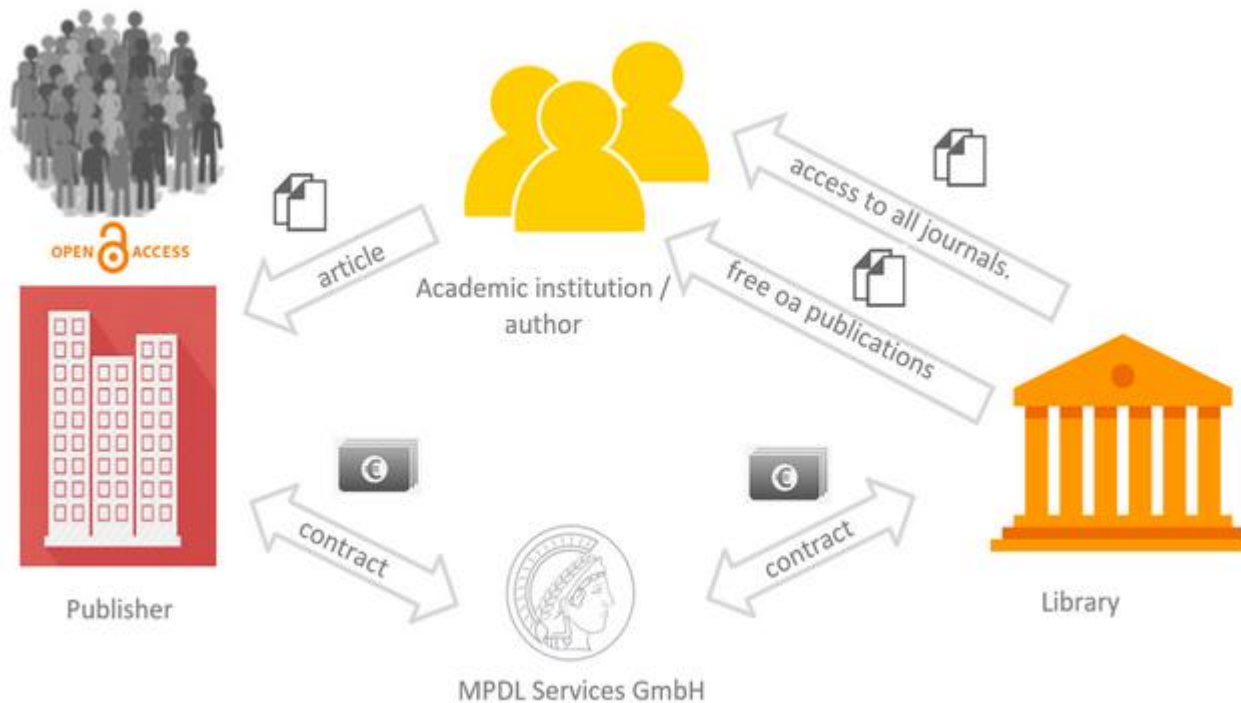 OPEN ACCESS
article
Academic institution /
author
access to all journals.
free oa publications
€
€
contract
contract
Publisher
Library
MPDL Services GmbH